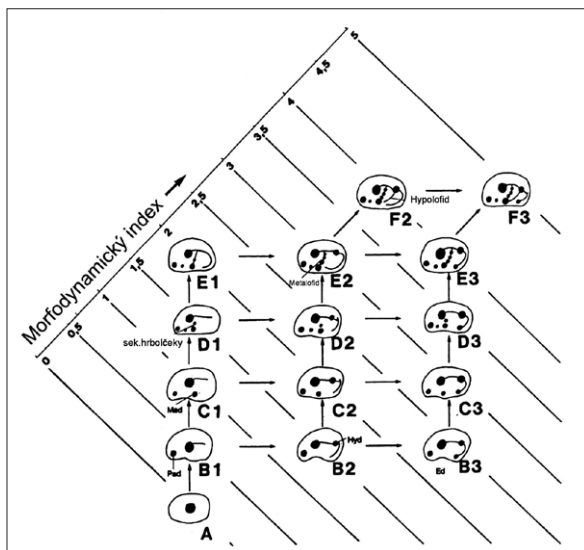 5
4,5
4
3,5
3
2,5
2
1,5
1
0,5
0
Morfodynamický index
F2
Hypolofid
F3
E1
Metalofid
E2
E3
sek.hrbolčeky
D1
D2
D3
Med
C1
C2
C3
Pad
B1
Hyd
B2
Ed
B3
A